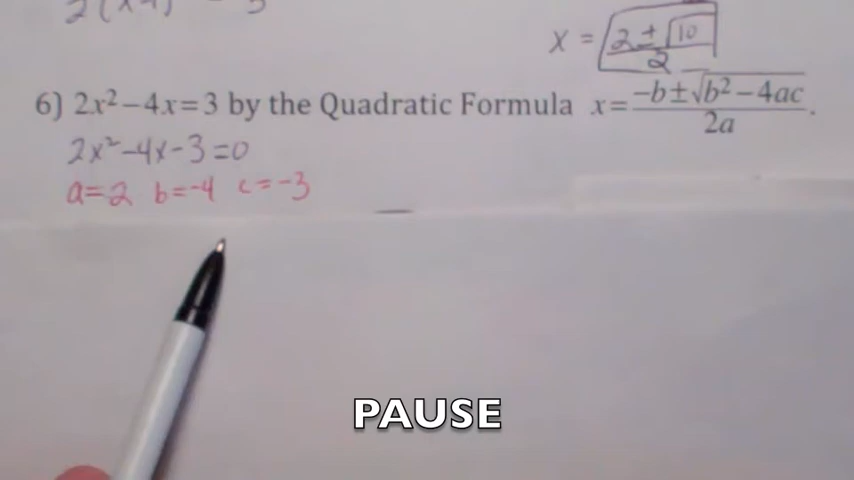 x = 2 ± √10 / 2
6) 2x² – 4x = 3 by the Quadratic Formula x = –b ± √b² – 4ac / 2a .
2x² – 4x – 3 = 0
a = 2 b = -4 c = -3
PAUSE